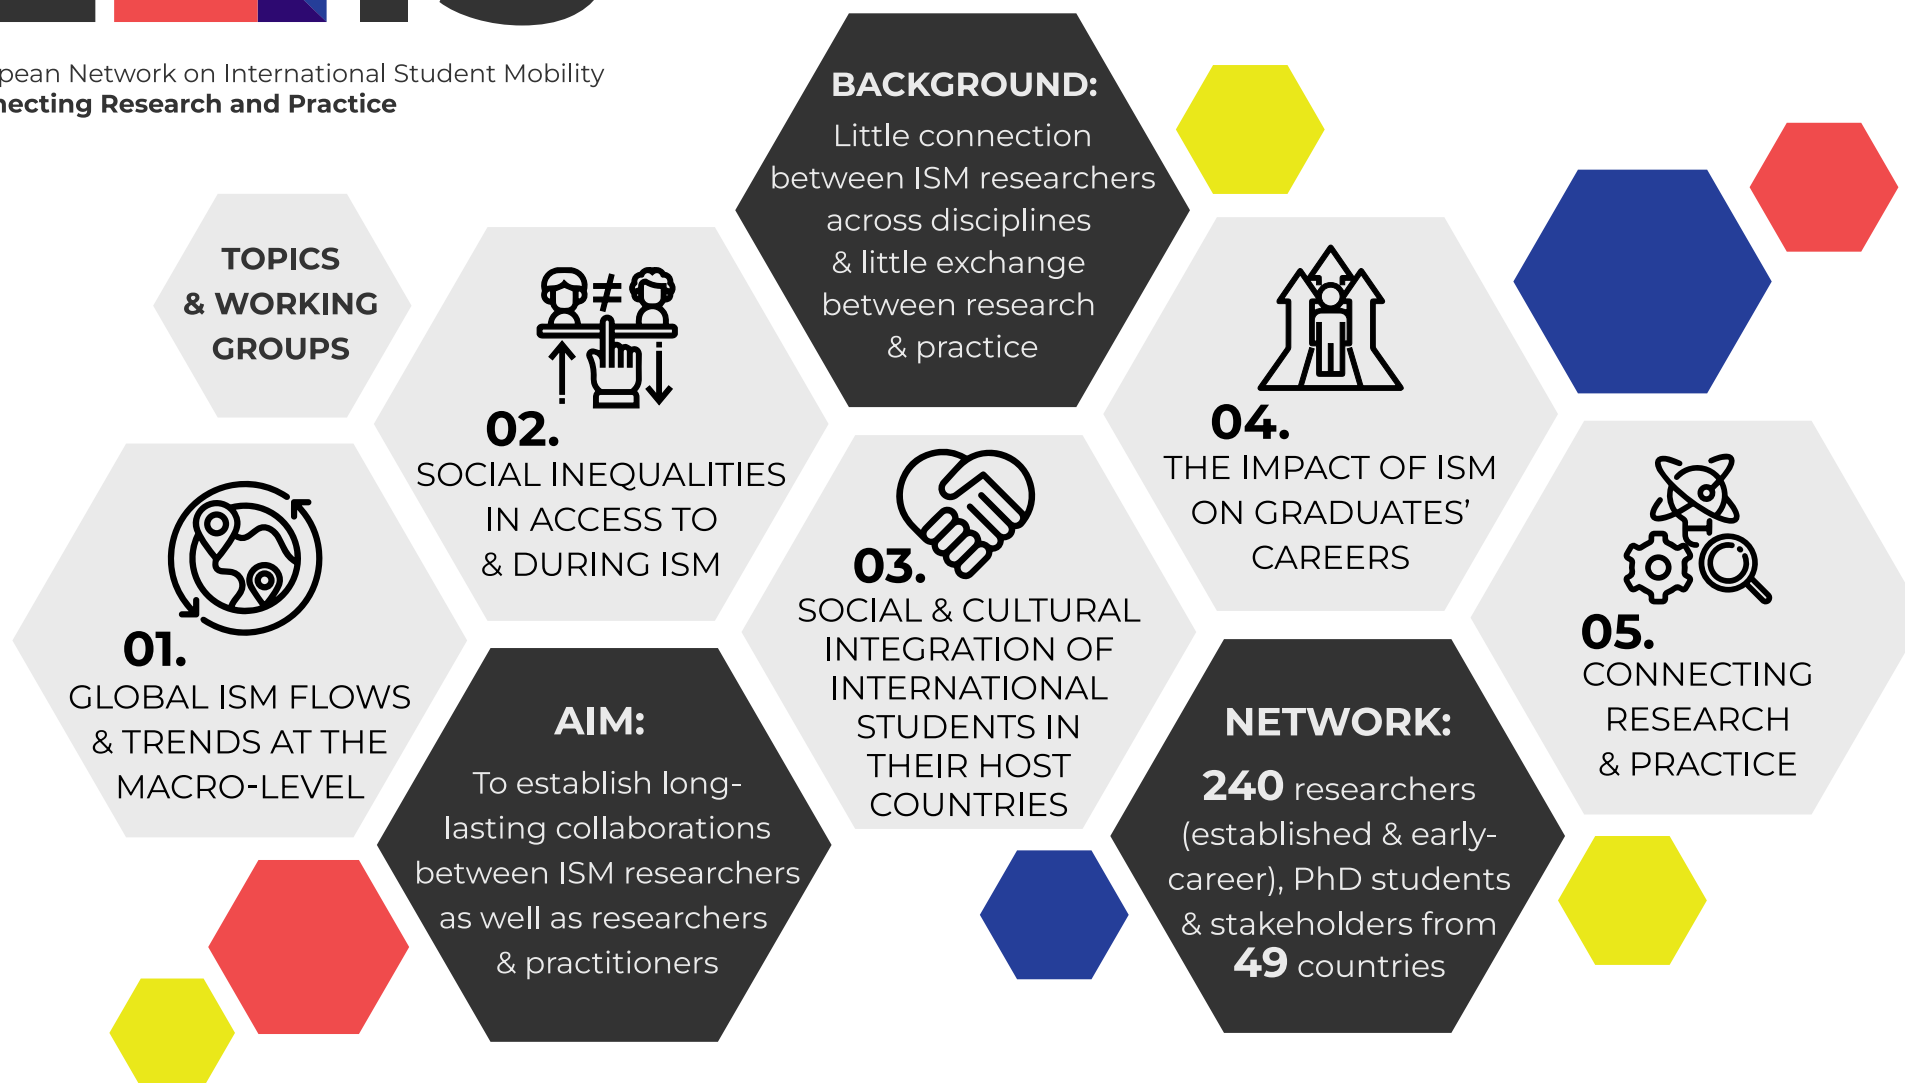 pean Network on International Student Mobility
necting Research and Practice
BACKGROUND:
Little connection
between ISM researchers
across disciplines
& little exchange
between research
& practice
TOPICS
& WORKING
GROUPS
01.
GLOBAL ISM FLOWS
& TRENDS AT THE
MACRO-LEVEL
02.
SOCIAL INEQUALITIES
IN ACCESS TO
& DURING ISM
03.
SOCIAL & CULTURAL
INTEGRATION OF
INTERNATIONAL
STUDENTS IN
THEIR HOST
COUNTRIES
04.
THE IMPACT OF ISM
ON GRADUATES’
CAREERS
05.
CONNECTING
RESEARCH
& PRACTICE
AIM:
To establish long-
lasting collaborations
between ISM researchers
as well as researchers
& practitioners
NETWORK:
240 researchers
(established & early-
career), PhD students
& stakeholders from
49 countries